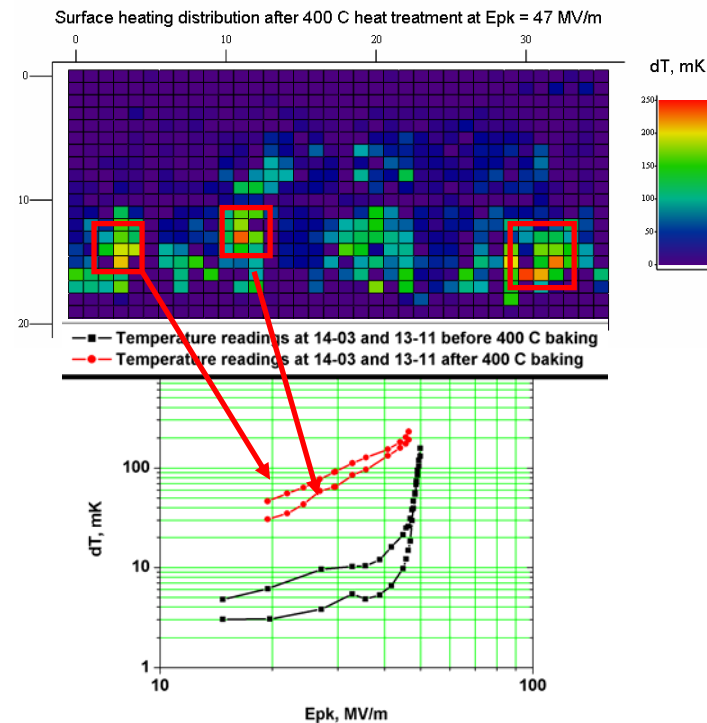 Surface heating distribution after 400 C heat treatment at Epk = 47 MV/m
0 10 20 30
dT, mK
0
10
20
250
200
150
100
50
0
Temperature readings at 14-03 and 13-11 before 400 C baking
Temperature readings at 14-03 and 13-11 after 400 C baking
100
10
1
dT, mK
10 100
Epk, MV/m